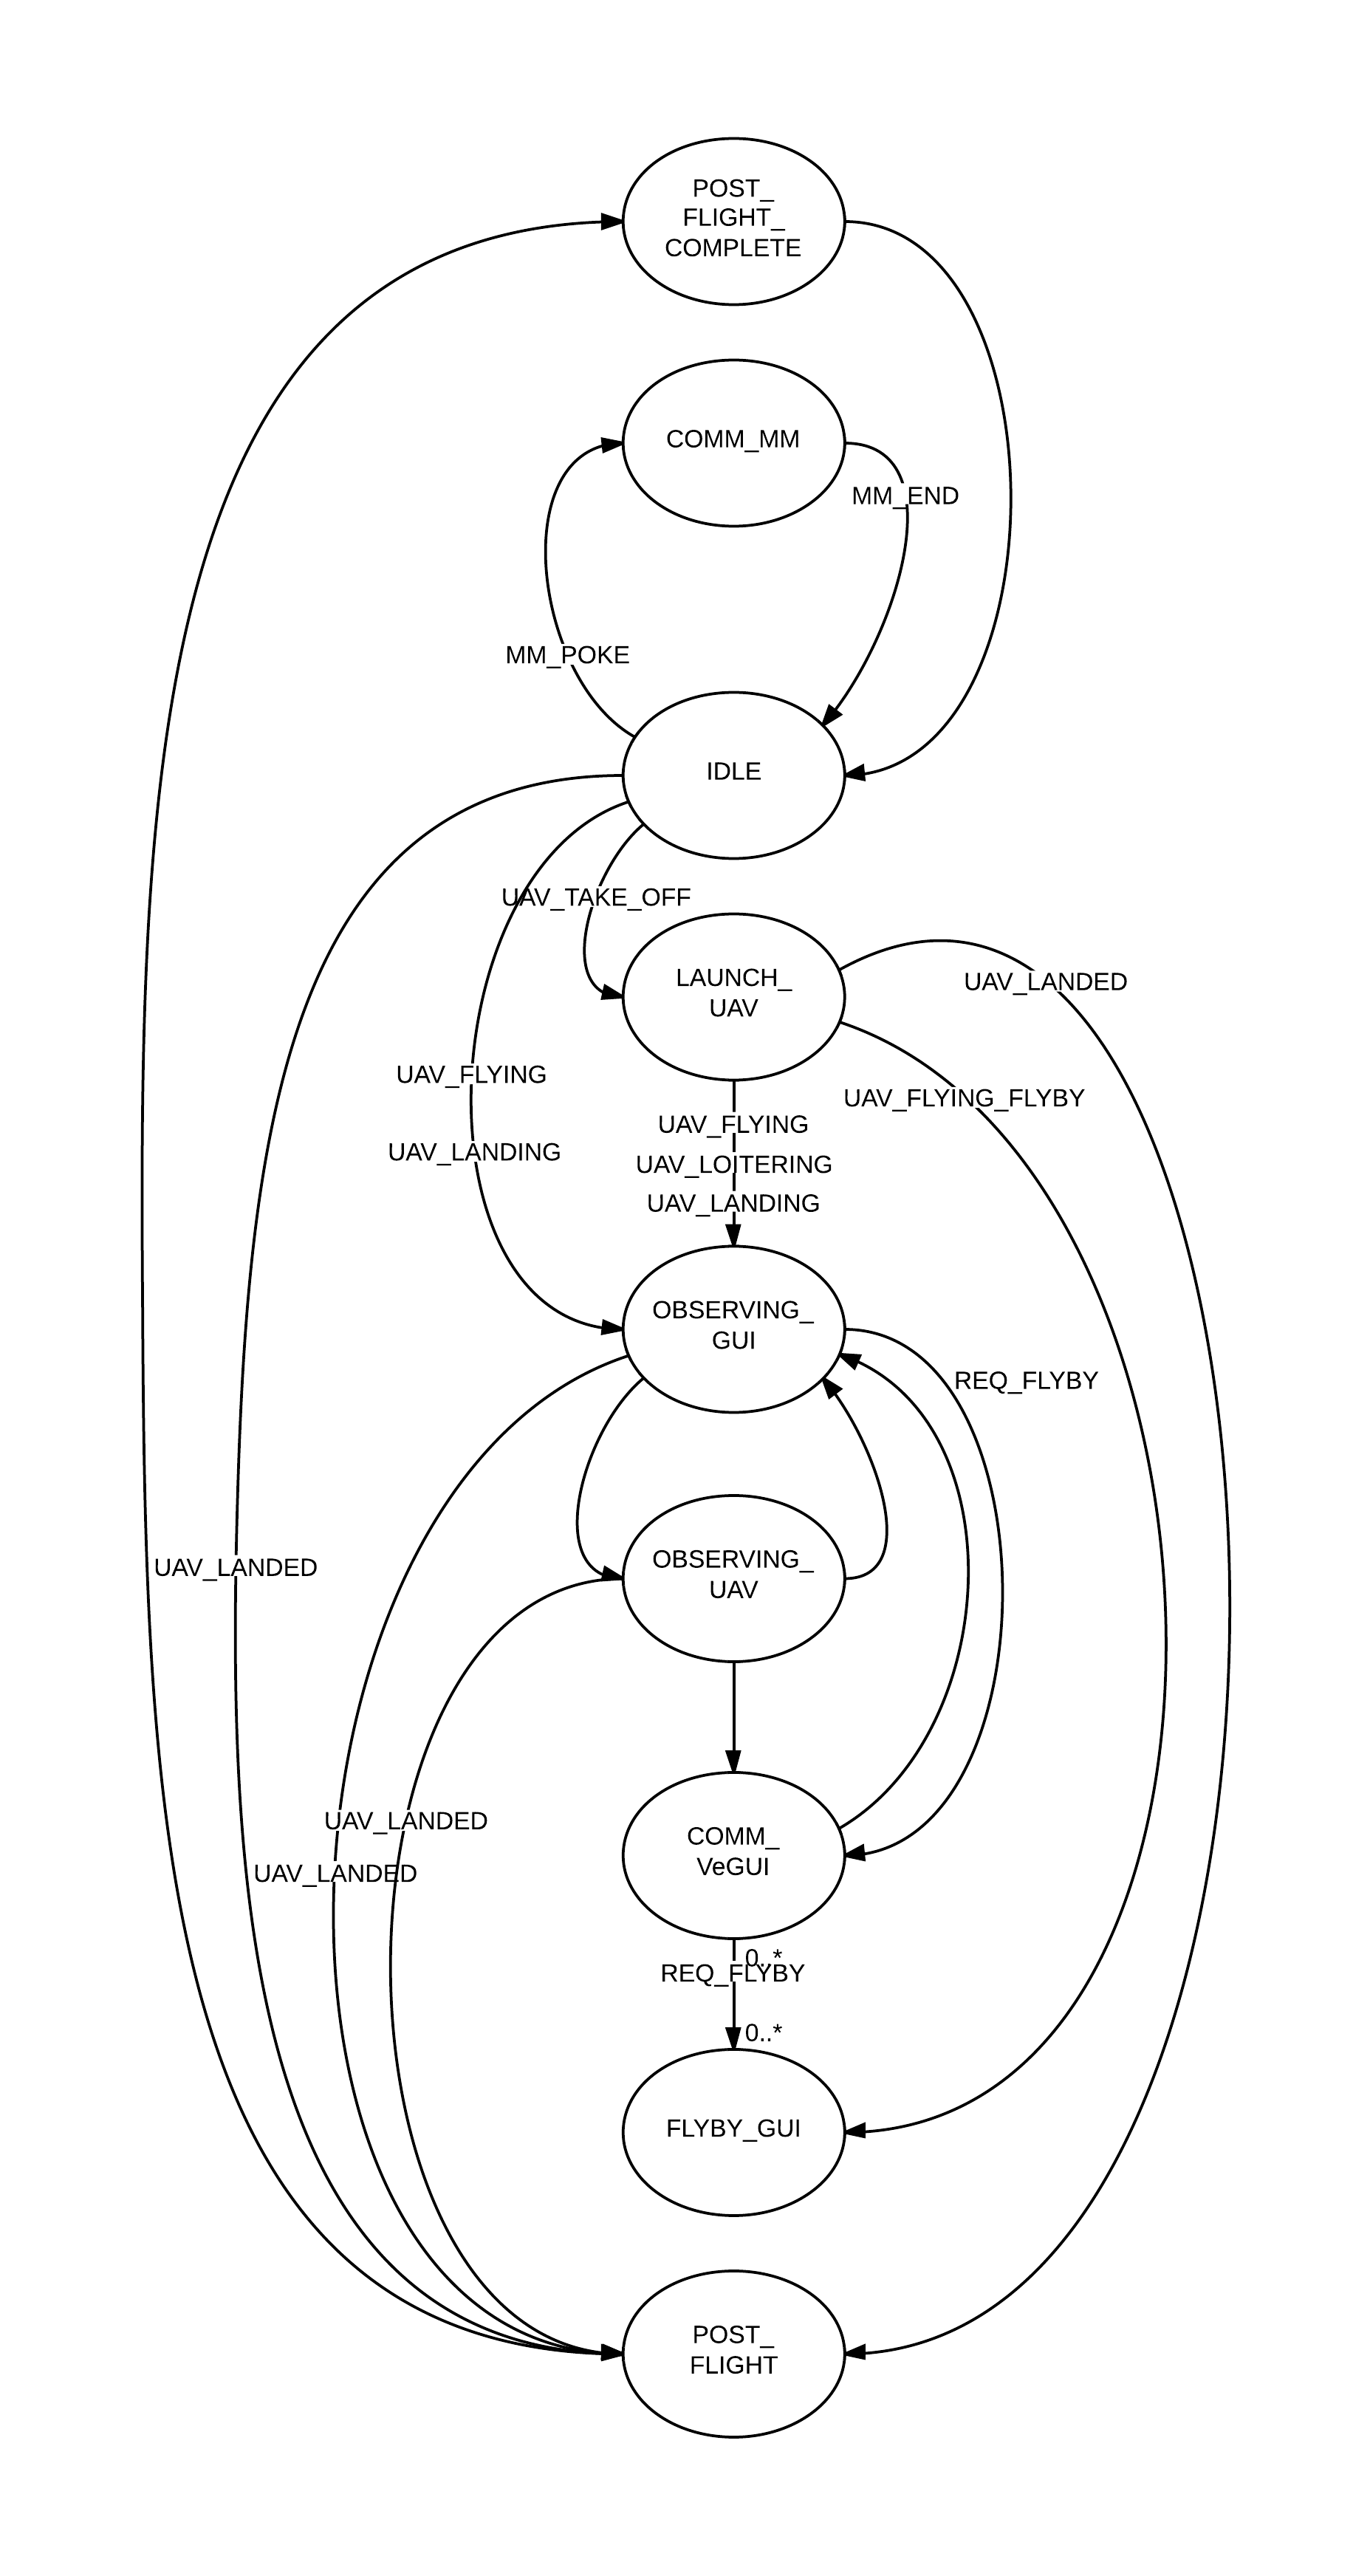 POST_
FLIGHT_
COMPLETE
COMM_MM
MM_END
MM_POKE
IDLE
UAV_TAKE_OFF
LAUNCH_
UAV
UAV_LANDED
UAV_FLYING
UAV_FLYING_FLYBY
UAV_FLYING
UAV_LANDING
UAV_LOITERING
UAV_LANDING
OBSERVING_
GUI
REQ_FLYBY
OBSERVING_
UAV
UAV_LANDED
UAV_LANDED
COMM_
VeGUI
UAV_LANDED
0..*
REQ_FLYBY
0..*
FLYBY_GUI
POST_
FLIGHT